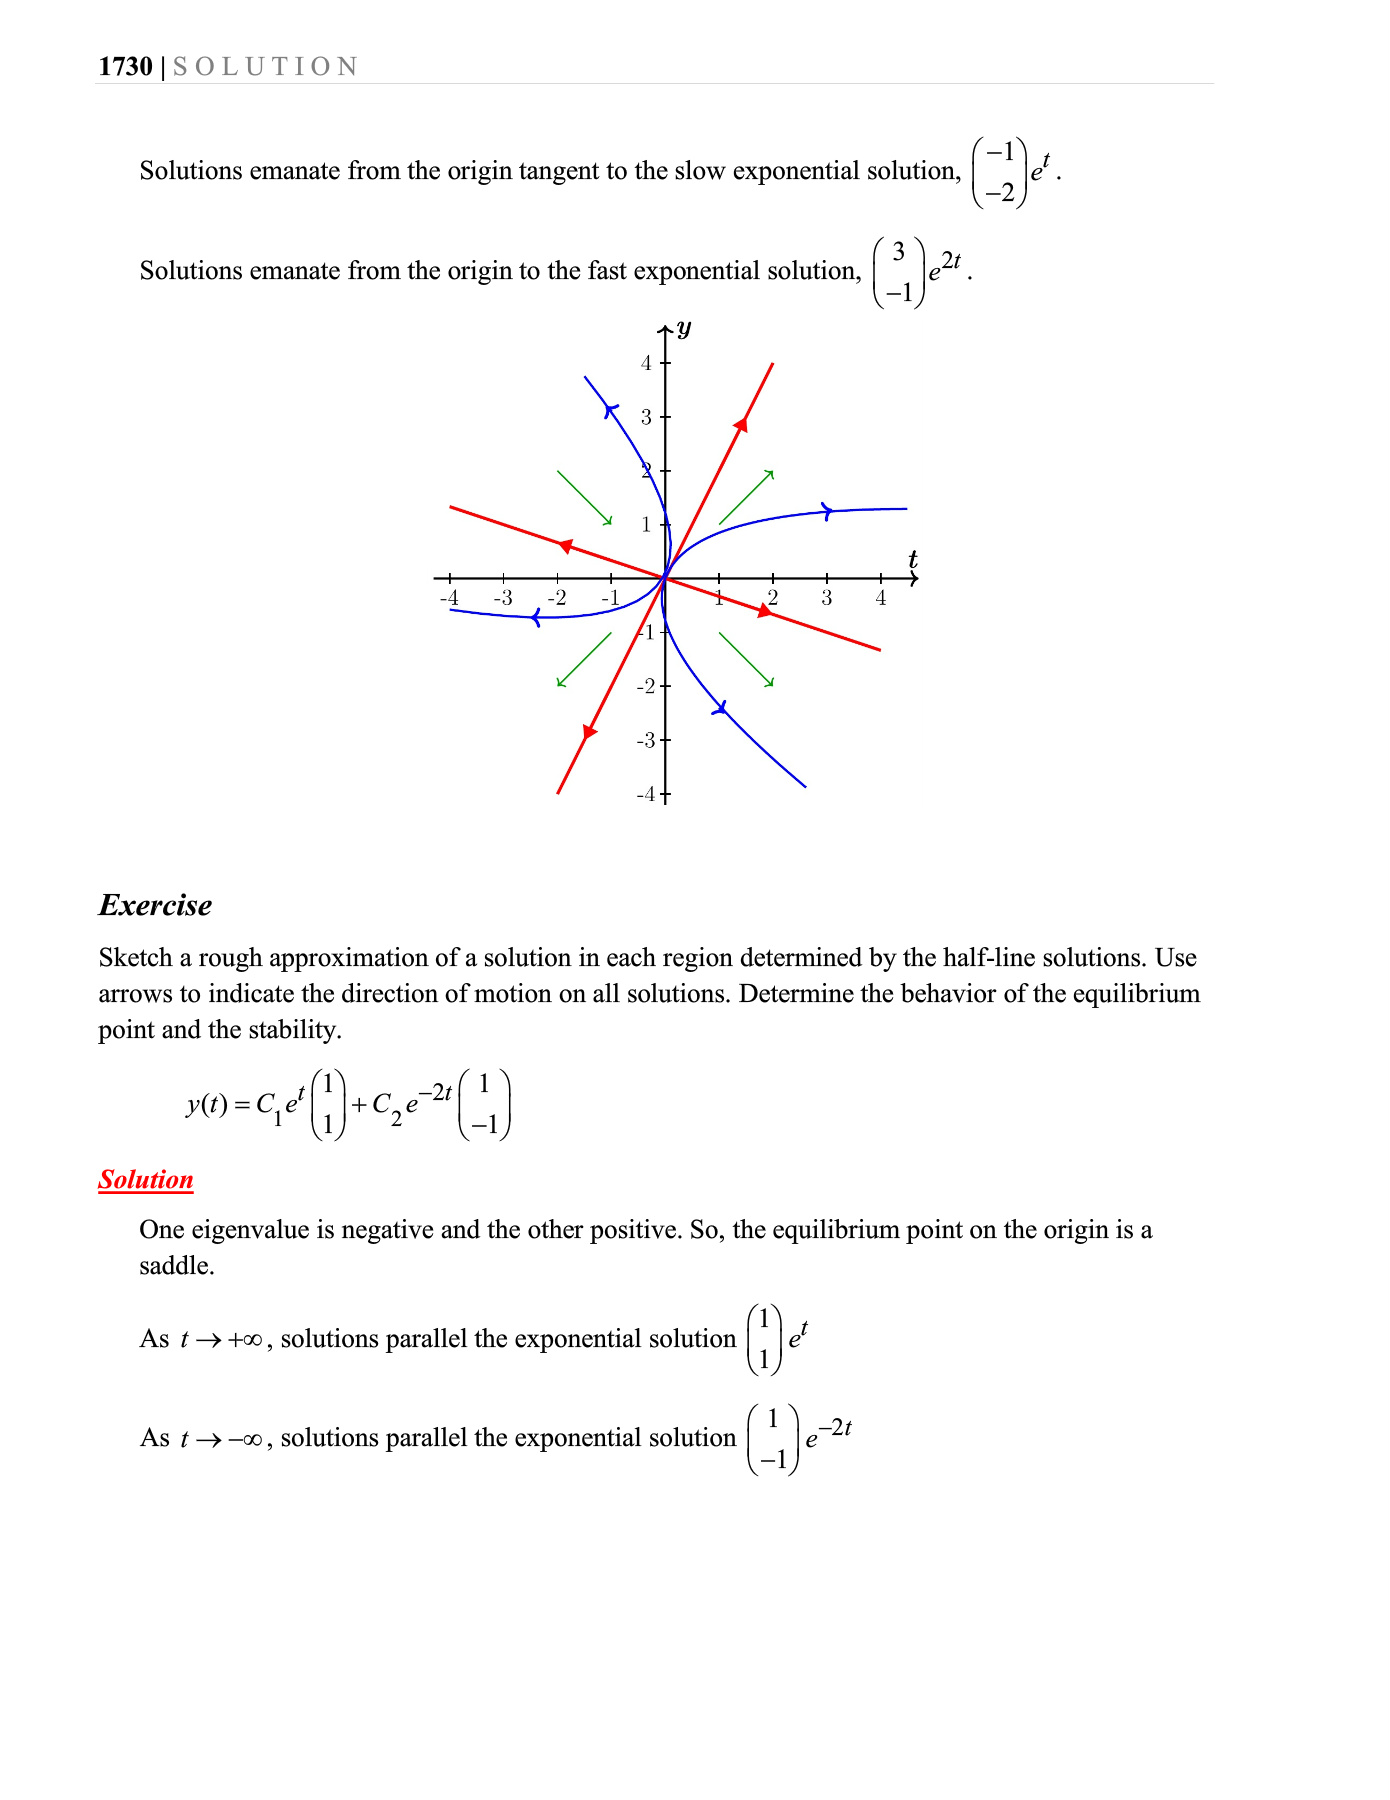 1730 | SOLUTION
Solutions emanate from the origin tangent to the slow exponential solution, $\begin{pmatrix} -1 \\ -2 \end{pmatrix} e^{t}$ .
Solutions emanate from the origin to the fast exponential solution, $\begin{pmatrix} 3 \\ -1 \end{pmatrix} e^{2t}$ .
y
4
3
2
1
t
-4 -3 -2 -1 1 2 3 4
-1
-2
-3
-4
Exercise
Sketch a rough approximation of a solution in each region determined by the half-line solutions. Use
arrows to indicate the direction of motion on all solutions. Determine the behavior of the equilibrium
point and the stability.
$y(t) = C_1 e^{t} \begin{pmatrix} 1 \\ 1 \end{pmatrix} + C_2 e^{-2t} \begin{pmatrix} 1 \\ -1 \end{pmatrix}$
Solution
One eigenvalue is negative and the other positive. So, the equilibrium point on the origin is a
saddle.
As $t \to +\infty$, solutions parallel the exponential solution $\begin{pmatrix} 1 \\ 1 \end{pmatrix} e^{t}$
As $t \to -\infty$, solutions parallel the exponential solution $\begin{pmatrix} 1 \\ -1 \end{pmatrix} e^{-2t}$